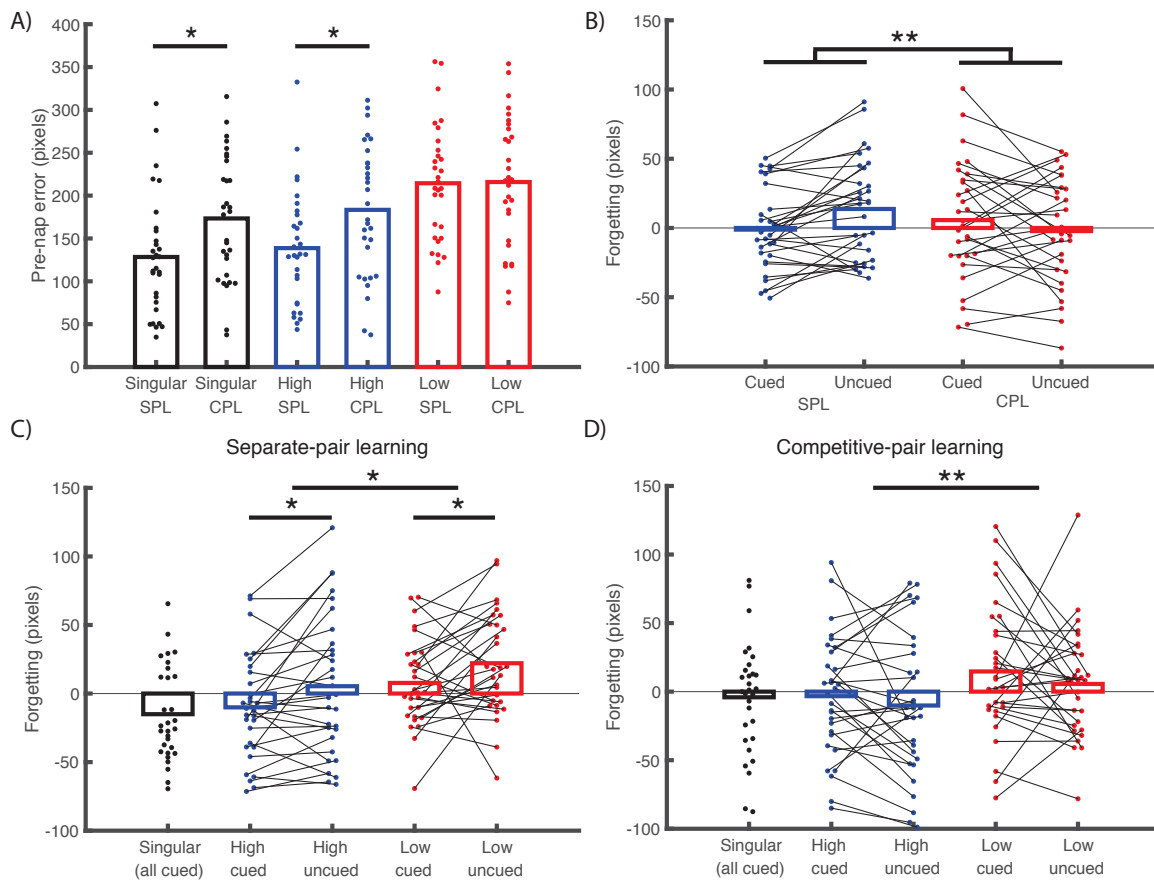 A)
Pre-nap error (pixels)
400
350
300
250
200
150
100
50
0
* *
Singular Singular High High Low Low
SPL CPL SPL CPL SPL CPL
B)
Forgetting (pixels)
150
100
50
0
-50
-100
**
Cued Uncued Cued Uncued
SPL CPL
C)
Separate-pair learning
Forgetting (pixels)
150
100
50
0
-50
-100
*
* *
Singular High High Low Low
(all cued) cued uncued cued uncued
D)
Competitive-pair learning
Forgetting (pixels)
150
100
50
0
-50
-100
**
Singular High High Low Low
(all cued) cued uncued cued uncued